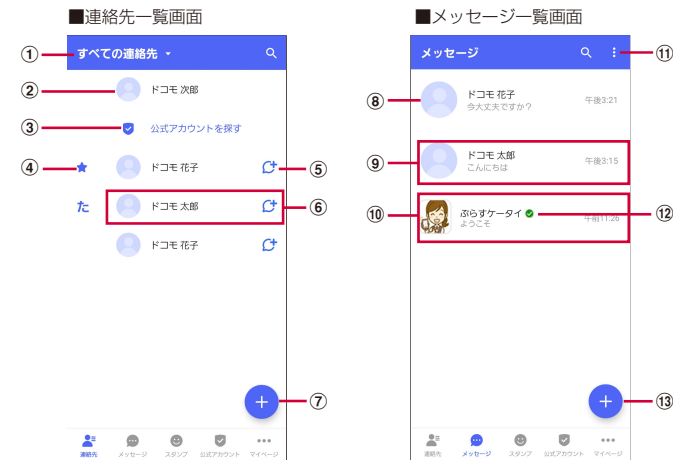 ■連絡先一覧画面
① すべての連絡先
② ドコモ 次郎
③ 公式アカウントを探す
④ ドコモ 花子 ⑤
た ドコモ 太郎 ⑥
ドコモ 花子
⑦
連絡先 メッセージ スタンプ 公式アカウント マイページ
■メッセージ一覧画面
メッセージ ⑪
⑧ ドコモ 花子
今大丈夫ですか？ 午後3:21
⑨ ドコモ 太郎
こんにちは 午後3:15
⑩ ぷらすケータイ ⑫
ようこそ 午前11:26
⑬
連絡先 メッセージ スタンプ 公式アカウント マイページ